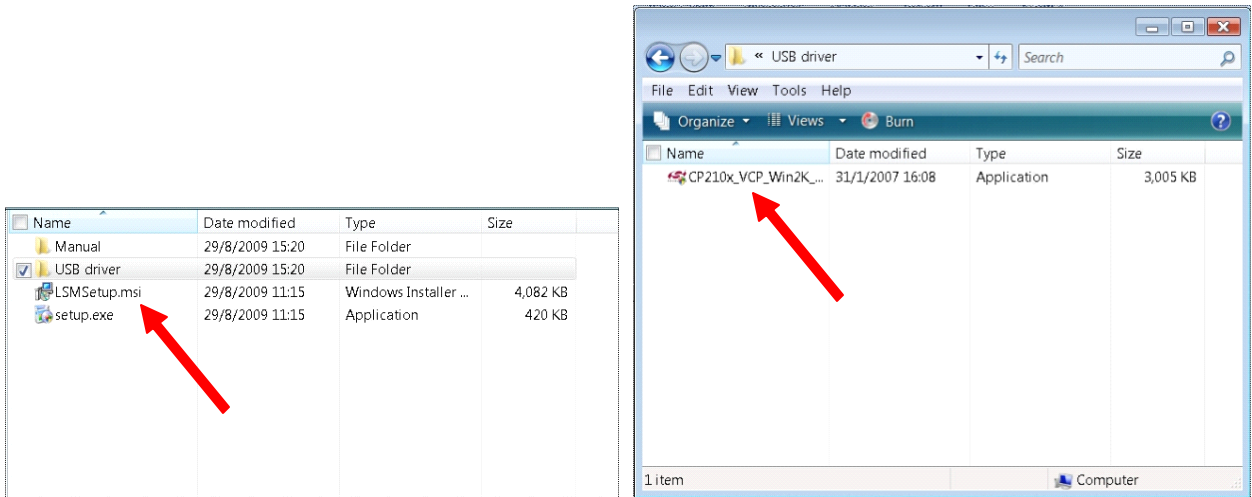 Name Date modified Type Size
Manual 29/8/2009 15:20 File Folder
USB driver 29/8/2009 15:20 File Folder
LSMSetup.msi 29/8/2009 11:15 Windows Installer ... 4,082 KB
setup.exe 29/8/2009 11:15 Application 420 KB
« USB driver Search
File Edit View Tools Help
Organize Views Burn
Name Date modified Type Size
CP210x_VCP_Win2K_... 31/1/2007 16:08 Application 3,005 KB
1 item Computer